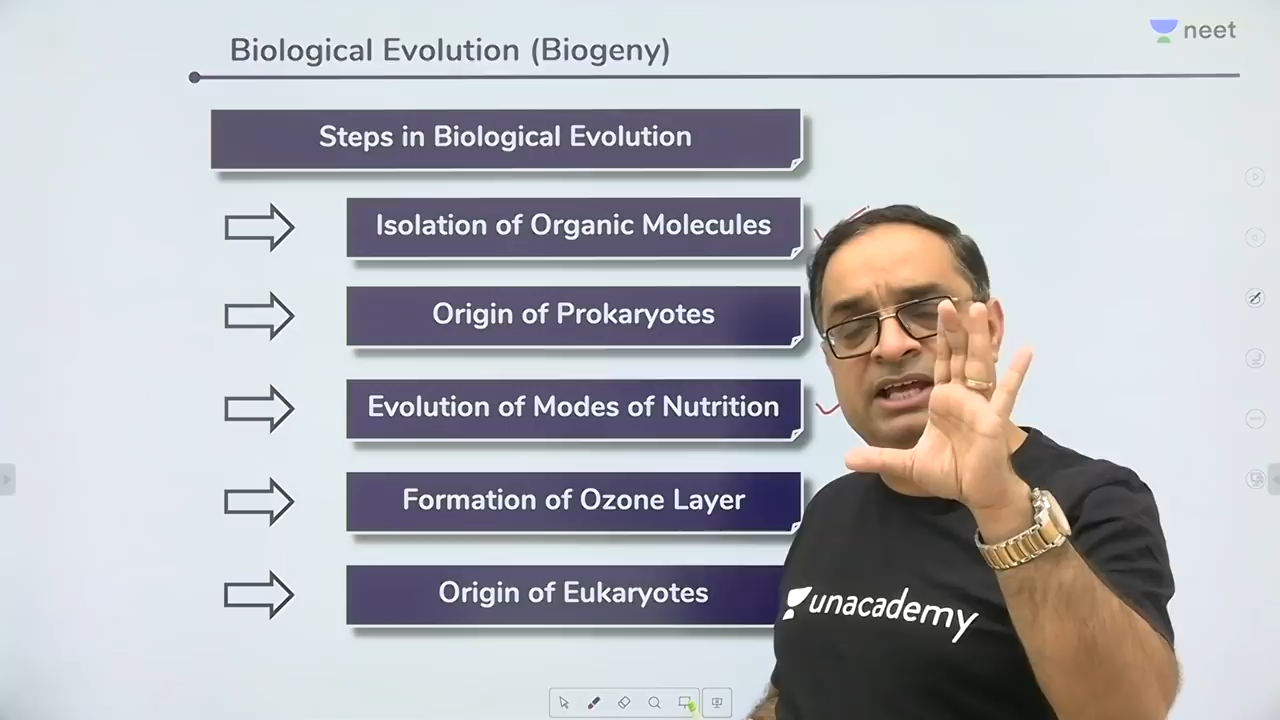 Biological Evolution (Biogeny)
neet
Steps in Biological Evolution
Isolation of Organic Molecules
Origin of Prokaryotes
Evolution of Modes of Nutrition
Formation of Ozone Layer
Origin of Eukaryotes
unacademy